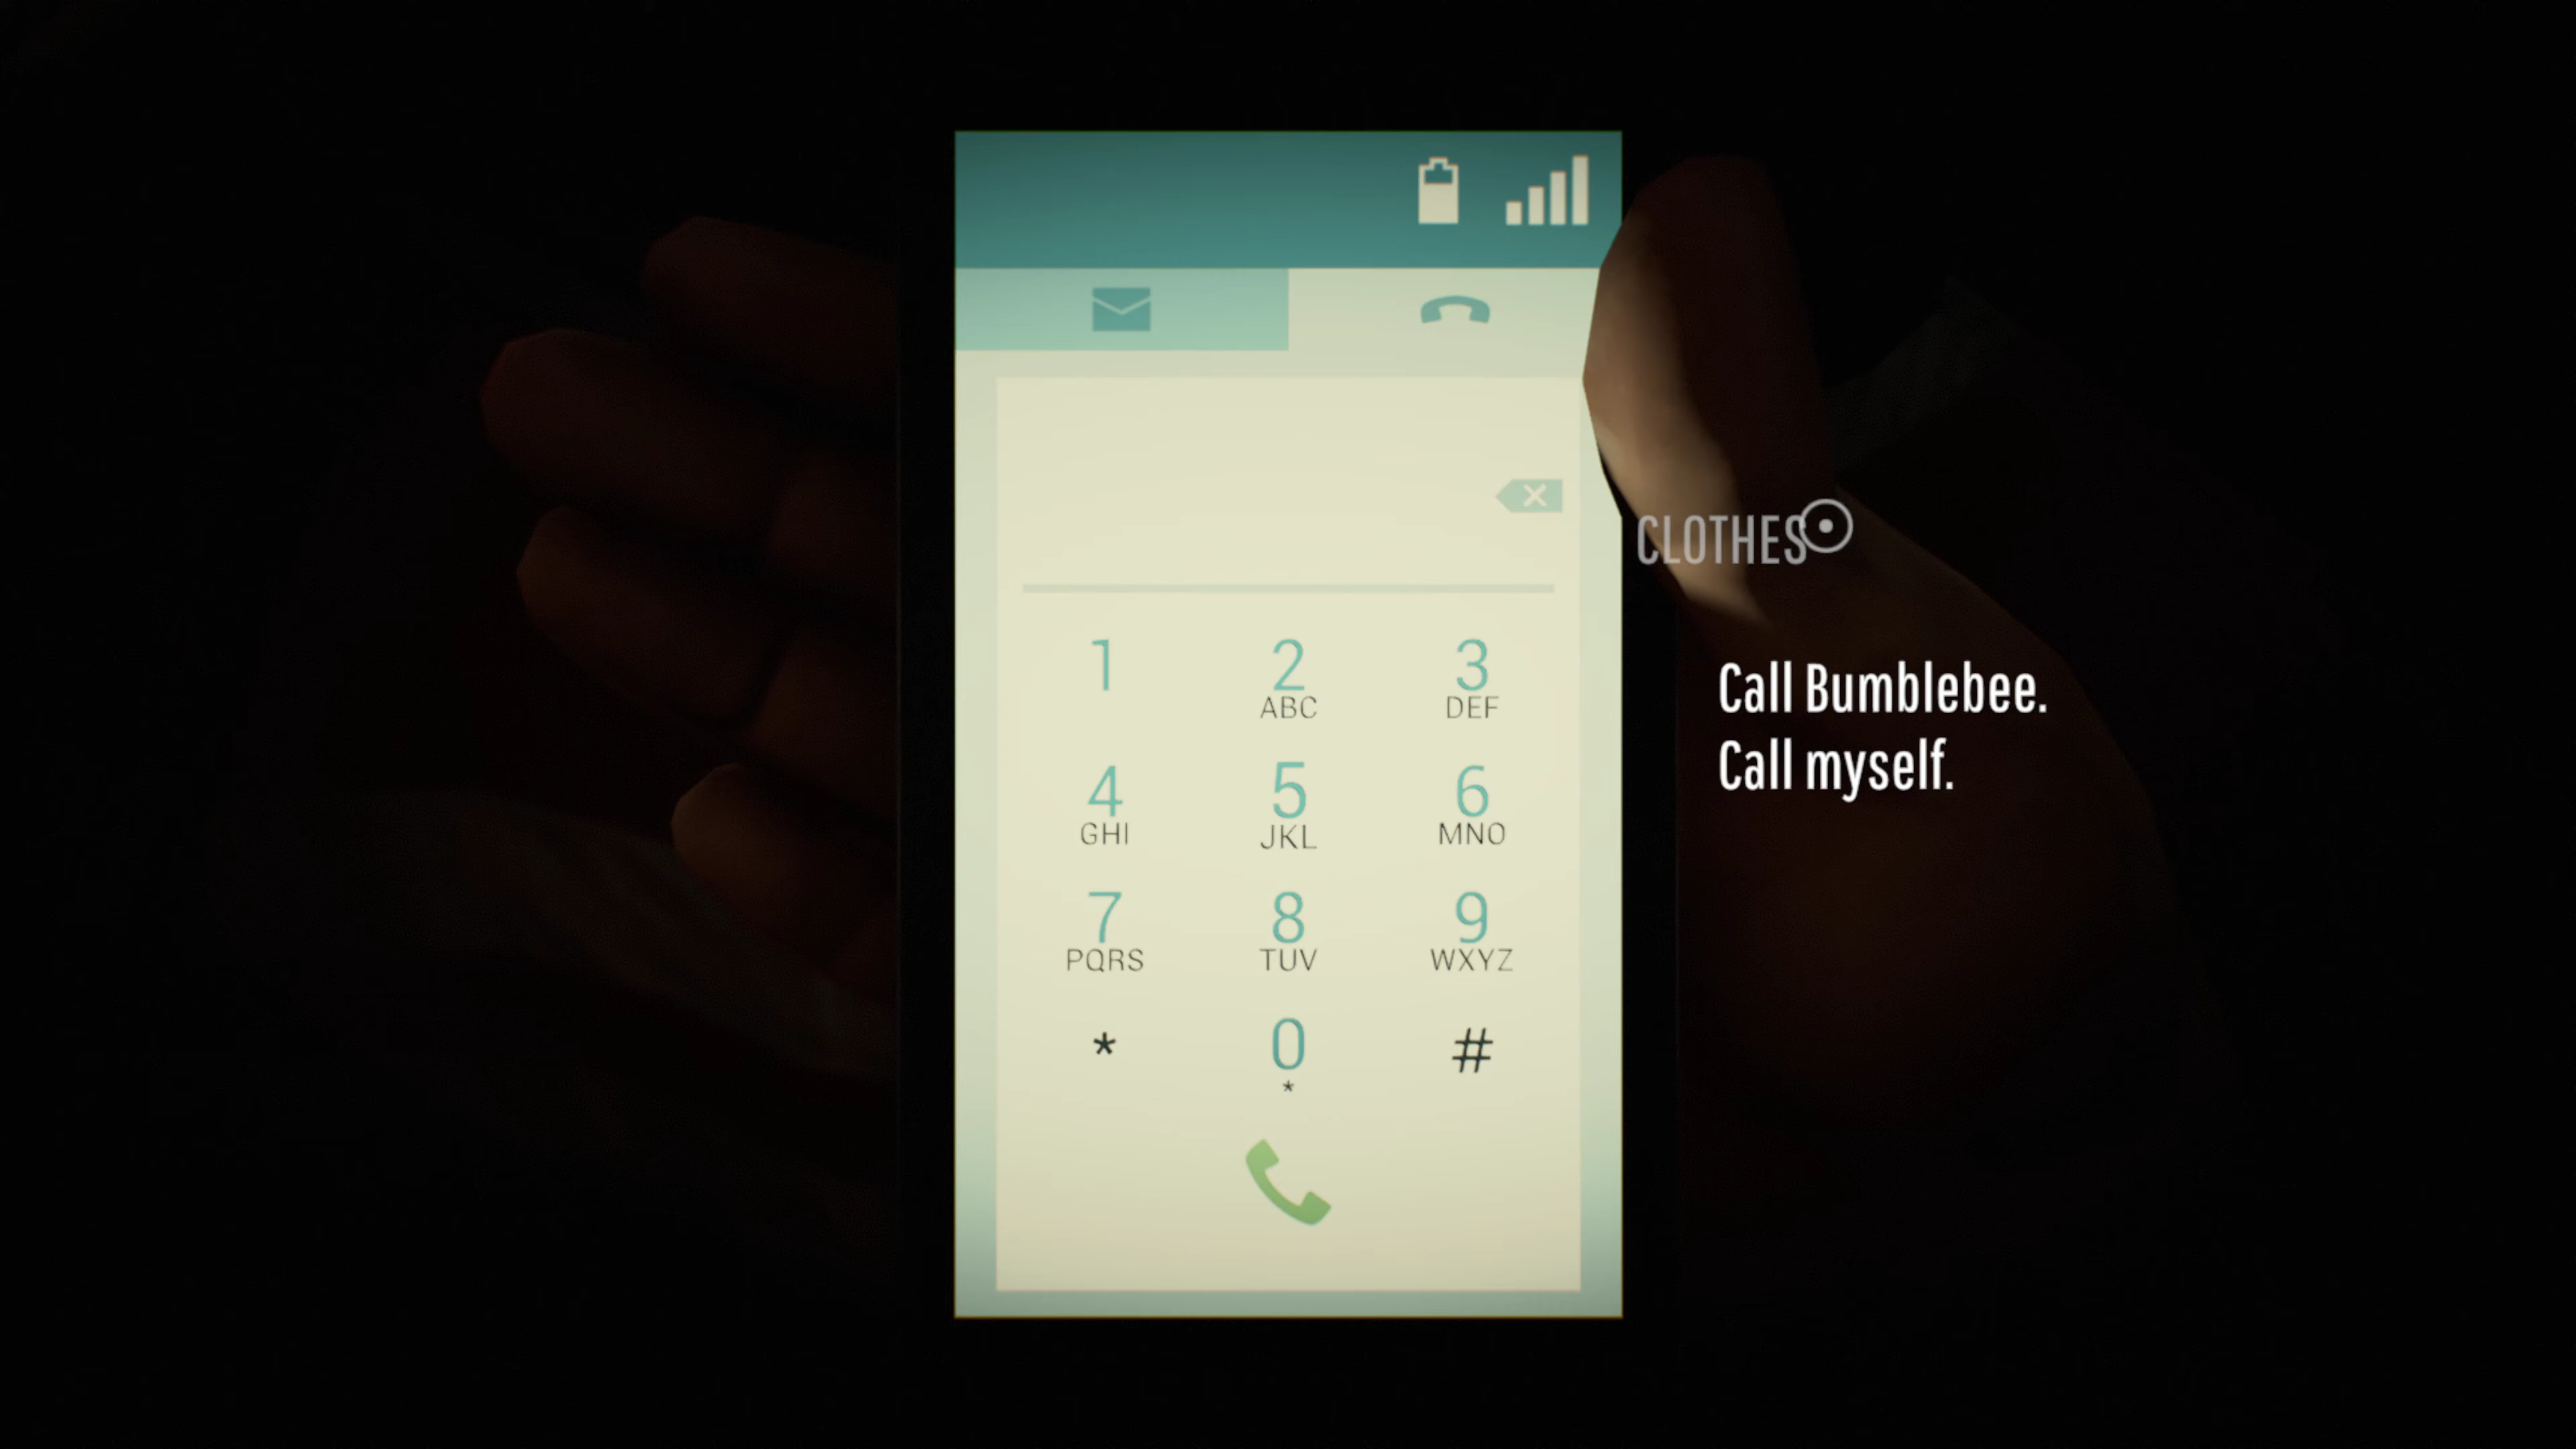 1 2 3
ABC DEF
CLOTHES
4 5 6
GHI JKL MNO
7 8 9
PQRS TUV WXYZ
* 0 #
*
Call Bumblebee.
Call myself.